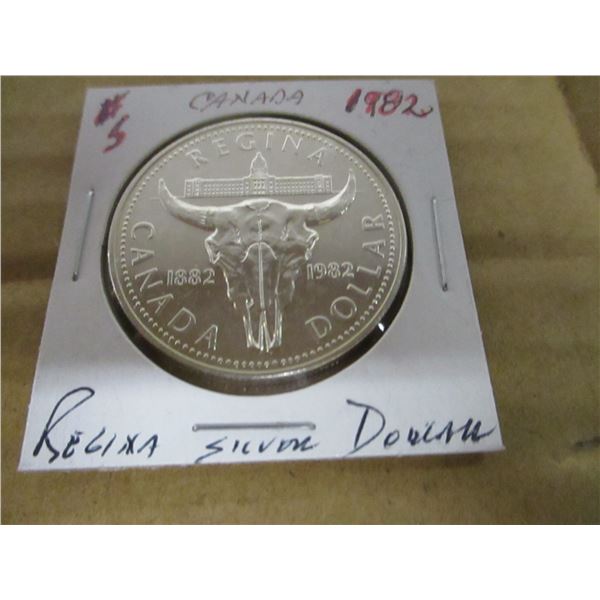 # CANADA 1982
5
REGINA
1882 1982
CANADA DOLLAR
REGINA SILVER DOLLAR